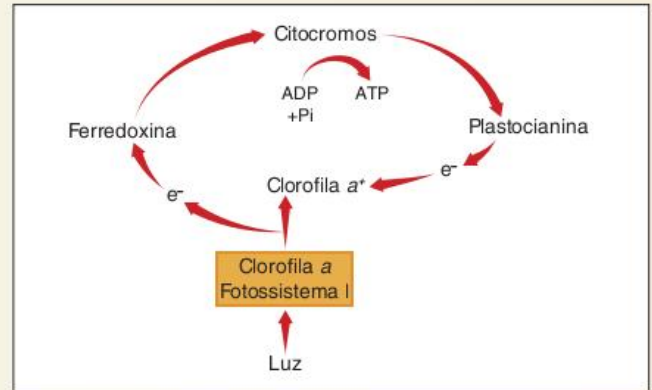 Citocromos
ADP
+Pi
ATP
Ferredoxina
Plastocianina
e⁻
Clorofila a⁺
e⁻
Clorofila a
Fotossistema I
Luz